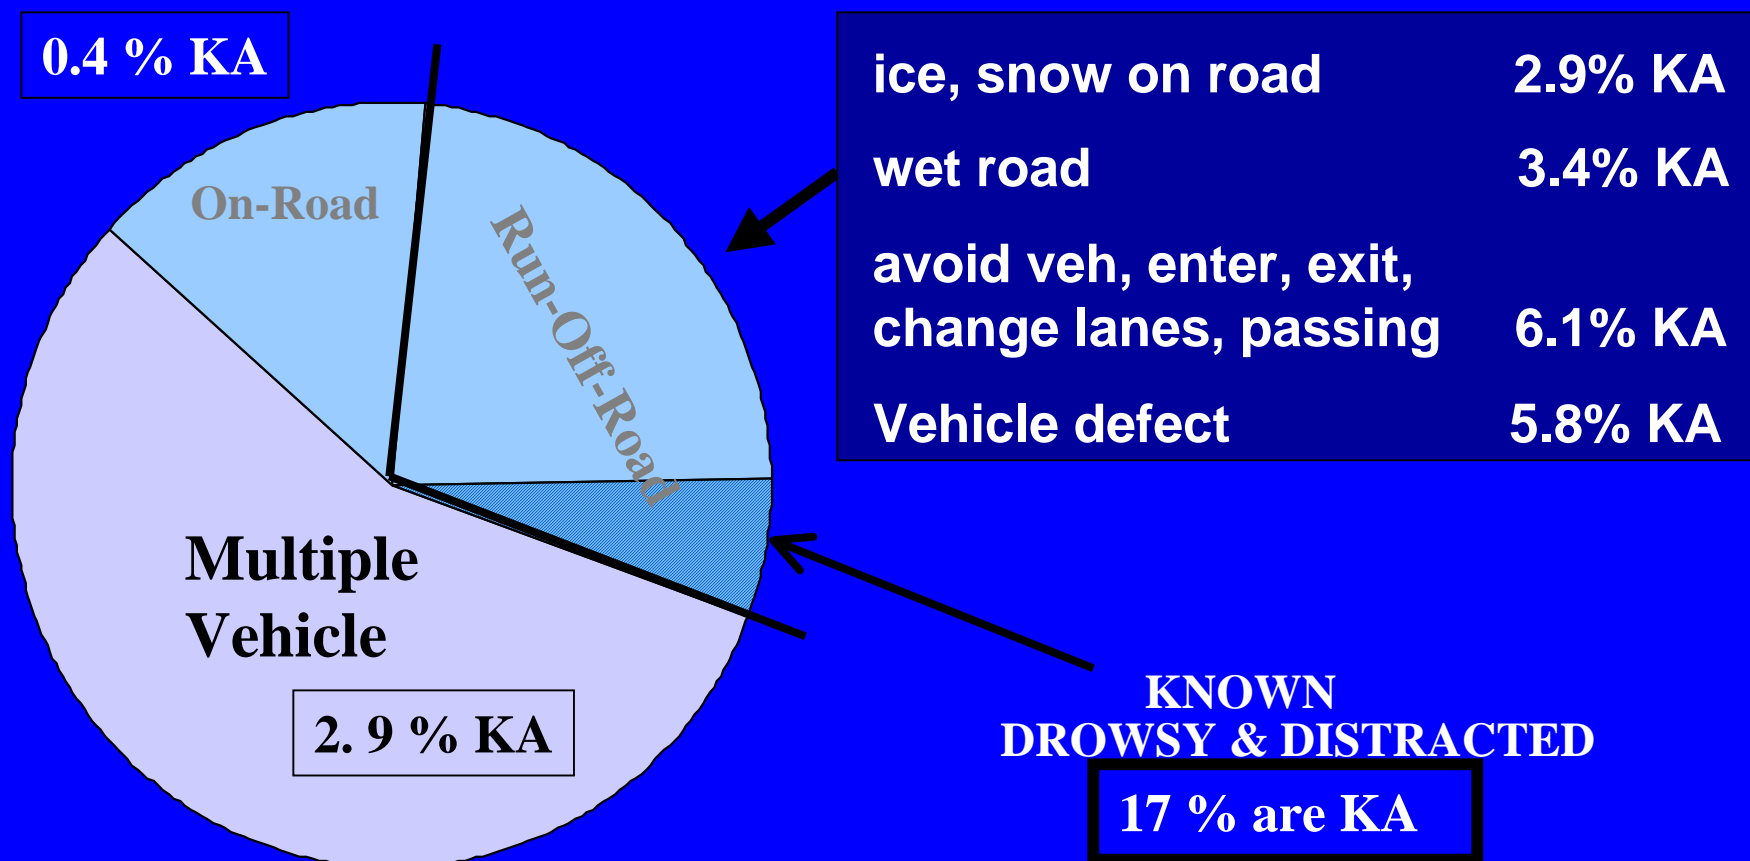 0.4 % KA
ice, snow on road 2.9% KA
wet road 3.4% KA
avoid veh, enter, exit,
change lanes, passing 6.1% KA
Vehicle defect 5.8% KA
On-Road
Run-Off-Road
Multiple
Vehicle
2. 9 % KA
KNOWN
DROWSY & DISTRACTED
17 % are KA